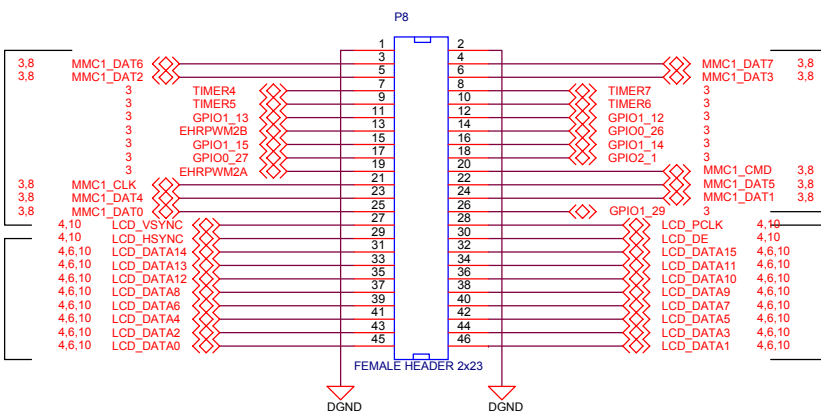 P8
1 2
3,8 MMC1_DAT6 3 4 MMC1_DAT7 3,8
3,8 MMC1_DAT2 5 6 MMC1_DAT3 3,8
3 TIMER4 7 8 TIMER7 3
3 TIMER5 9 10 TIMER6 3
3 GPIO1_13 11 12 GPIO1_12 3
3 EHRPWM2B 13 14 GPIO0_26 3
3 GPIO1_15 15 16 GPIO1_14 3
3 GPIO0_27 17 18 GPIO2_1 3
3 EHRPWM2A 19 20 MMC1_CMD 3,8
3,8 MMC1_CLK 21 22 MMC1_DAT5 3,8
3,8 MMC1_DAT4 23 24 MMC1_DAT1 3,8
3,8 MMC1_DAT0 25 26 GPIO1_29 3
4,10 LCD_VSYNC 27 28 LCD_PCLK 4,10
4,10 LCD_HSYNC 29 30 LCD_DE 4,10
4,6,10 LCD_DATA14 31 32 LCD_DATA15 4,6,10
4,6,10 LCD_DATA13 33 34 LCD_DATA11 4,6,10
4,6,10 LCD_DATA12 35 36 LCD_DATA10 4,6,10
4,6,10 LCD_DATA8 37 38 LCD_DATA9 4,6,10
4,6,10 LCD_DATA6 39 40 LCD_DATA7 4,6,10
4,6,10 LCD_DATA4 41 42 LCD_DATA5 4,6,10
4,6,10 LCD_DATA2 43 44 LCD_DATA3 4,6,10
4,6,10 LCD_DATA0 45 46 LCD_DATA1 4,6,10
FEMALE HEADER 2x23
DGND DGND